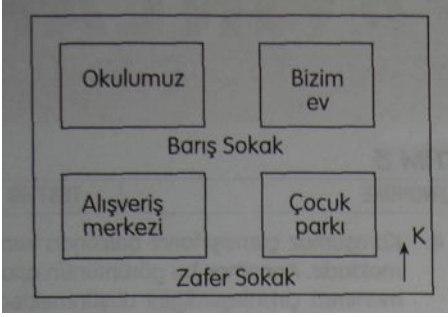 Okulumuz
Bizim
ev
Barış Sokak
Alışveriş
merkezi
Çocuk
parkı
K
Zafer Sokak